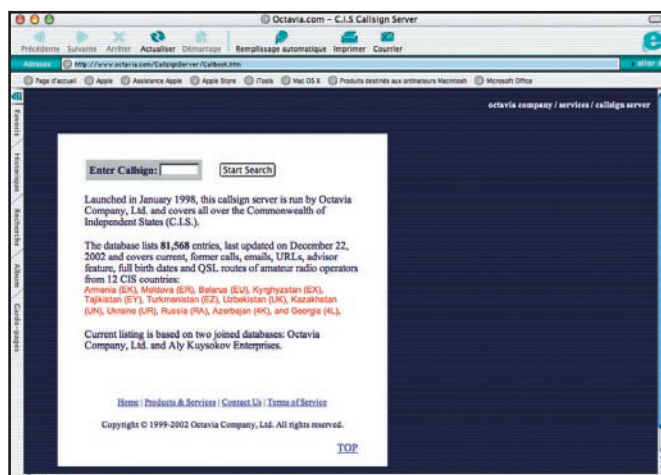 Octavia.com – C.I.S Callsign Server
Précédente Suivante Arrêter Actualiser Démarrage Remplissage automatique Imprimer Courrier
Adresse http://www.octavia.com/CallsignServer/Callbook.htm aller à
Page d'accueil Apple Assistance Apple Apple Store iTools Mac OS X Produits destinés aux ordinateurs Macintosh Microsoft Office
Favoris
Historique
Recherche
Album
Garde-pages
octavia company / services / callsign server
Enter Callsign: Start Search
Launched in January 1998, this callsign server is run by Octavia
Company, Ltd. and covers all over the Commonwealth of
Independent States (C.I.S.).
The database lists 81,568 entries, last updated on December 22,
2002 and covers current, former calls, emails, URLs, advisor
feature, full birth dates and QSL routes of amateur radio operators
from 12 CIS countries:
Armenia (EK), Moldova (ER), Belarus (EU), Kyrghyzstan (EX),
Tajikistan (EY), Turkmenistan (EZ), Uzbekistan (UK), Kazakhstan
(UN), Ukraine (UR), Russia (RA), Azerbajan (4K), and Georgia (4L),
Current listing is based on two joined databases: Octavia
Company, Ltd. and Aly Kuysokov Enterprises.
Home | Products & Services | Contact Us | Terms of Service
Copyright © 1999-2002 Octavia Company, Ltd. All rights reserved.
TOP